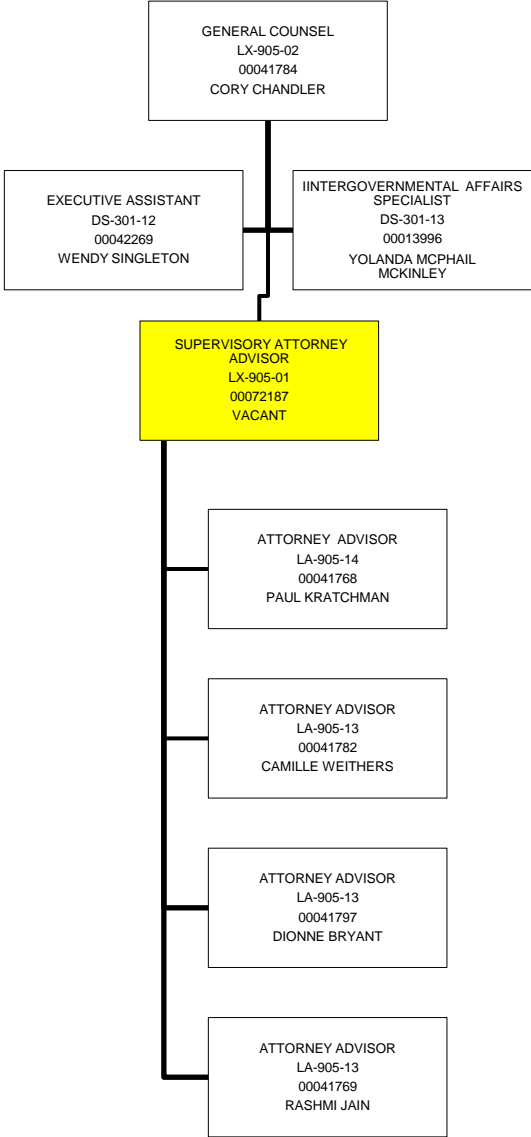 GENERAL COUNSEL
LX-905-02
00041784
CORY CHANDLER
EXECUTIVE ASSISTANT
DS-301-12
00042269
WENDY SINGLETON
IINTERGOVERNMENTAL AFFAIRS
SPECIALIST
DS-301-13
00013996
YOLANDA MCPHAIL
MCKINLEY
SUPERVISORY ATTORNEY
ADVISOR
LX-905-01
00072187
VACANT
ATTORNEY ADVISOR
LA-905-14
00041768
PAUL KRATCHMAN
ATTORNEY ADVISOR
LA-905-13
00041782
CAMILLE WEITHERS
ATTORNEY ADVISOR
LA-905-13
00041797
DIONNE BRYANT
ATTORNEY ADVISOR
LA-905-13
00041769
RASHMI JAIN